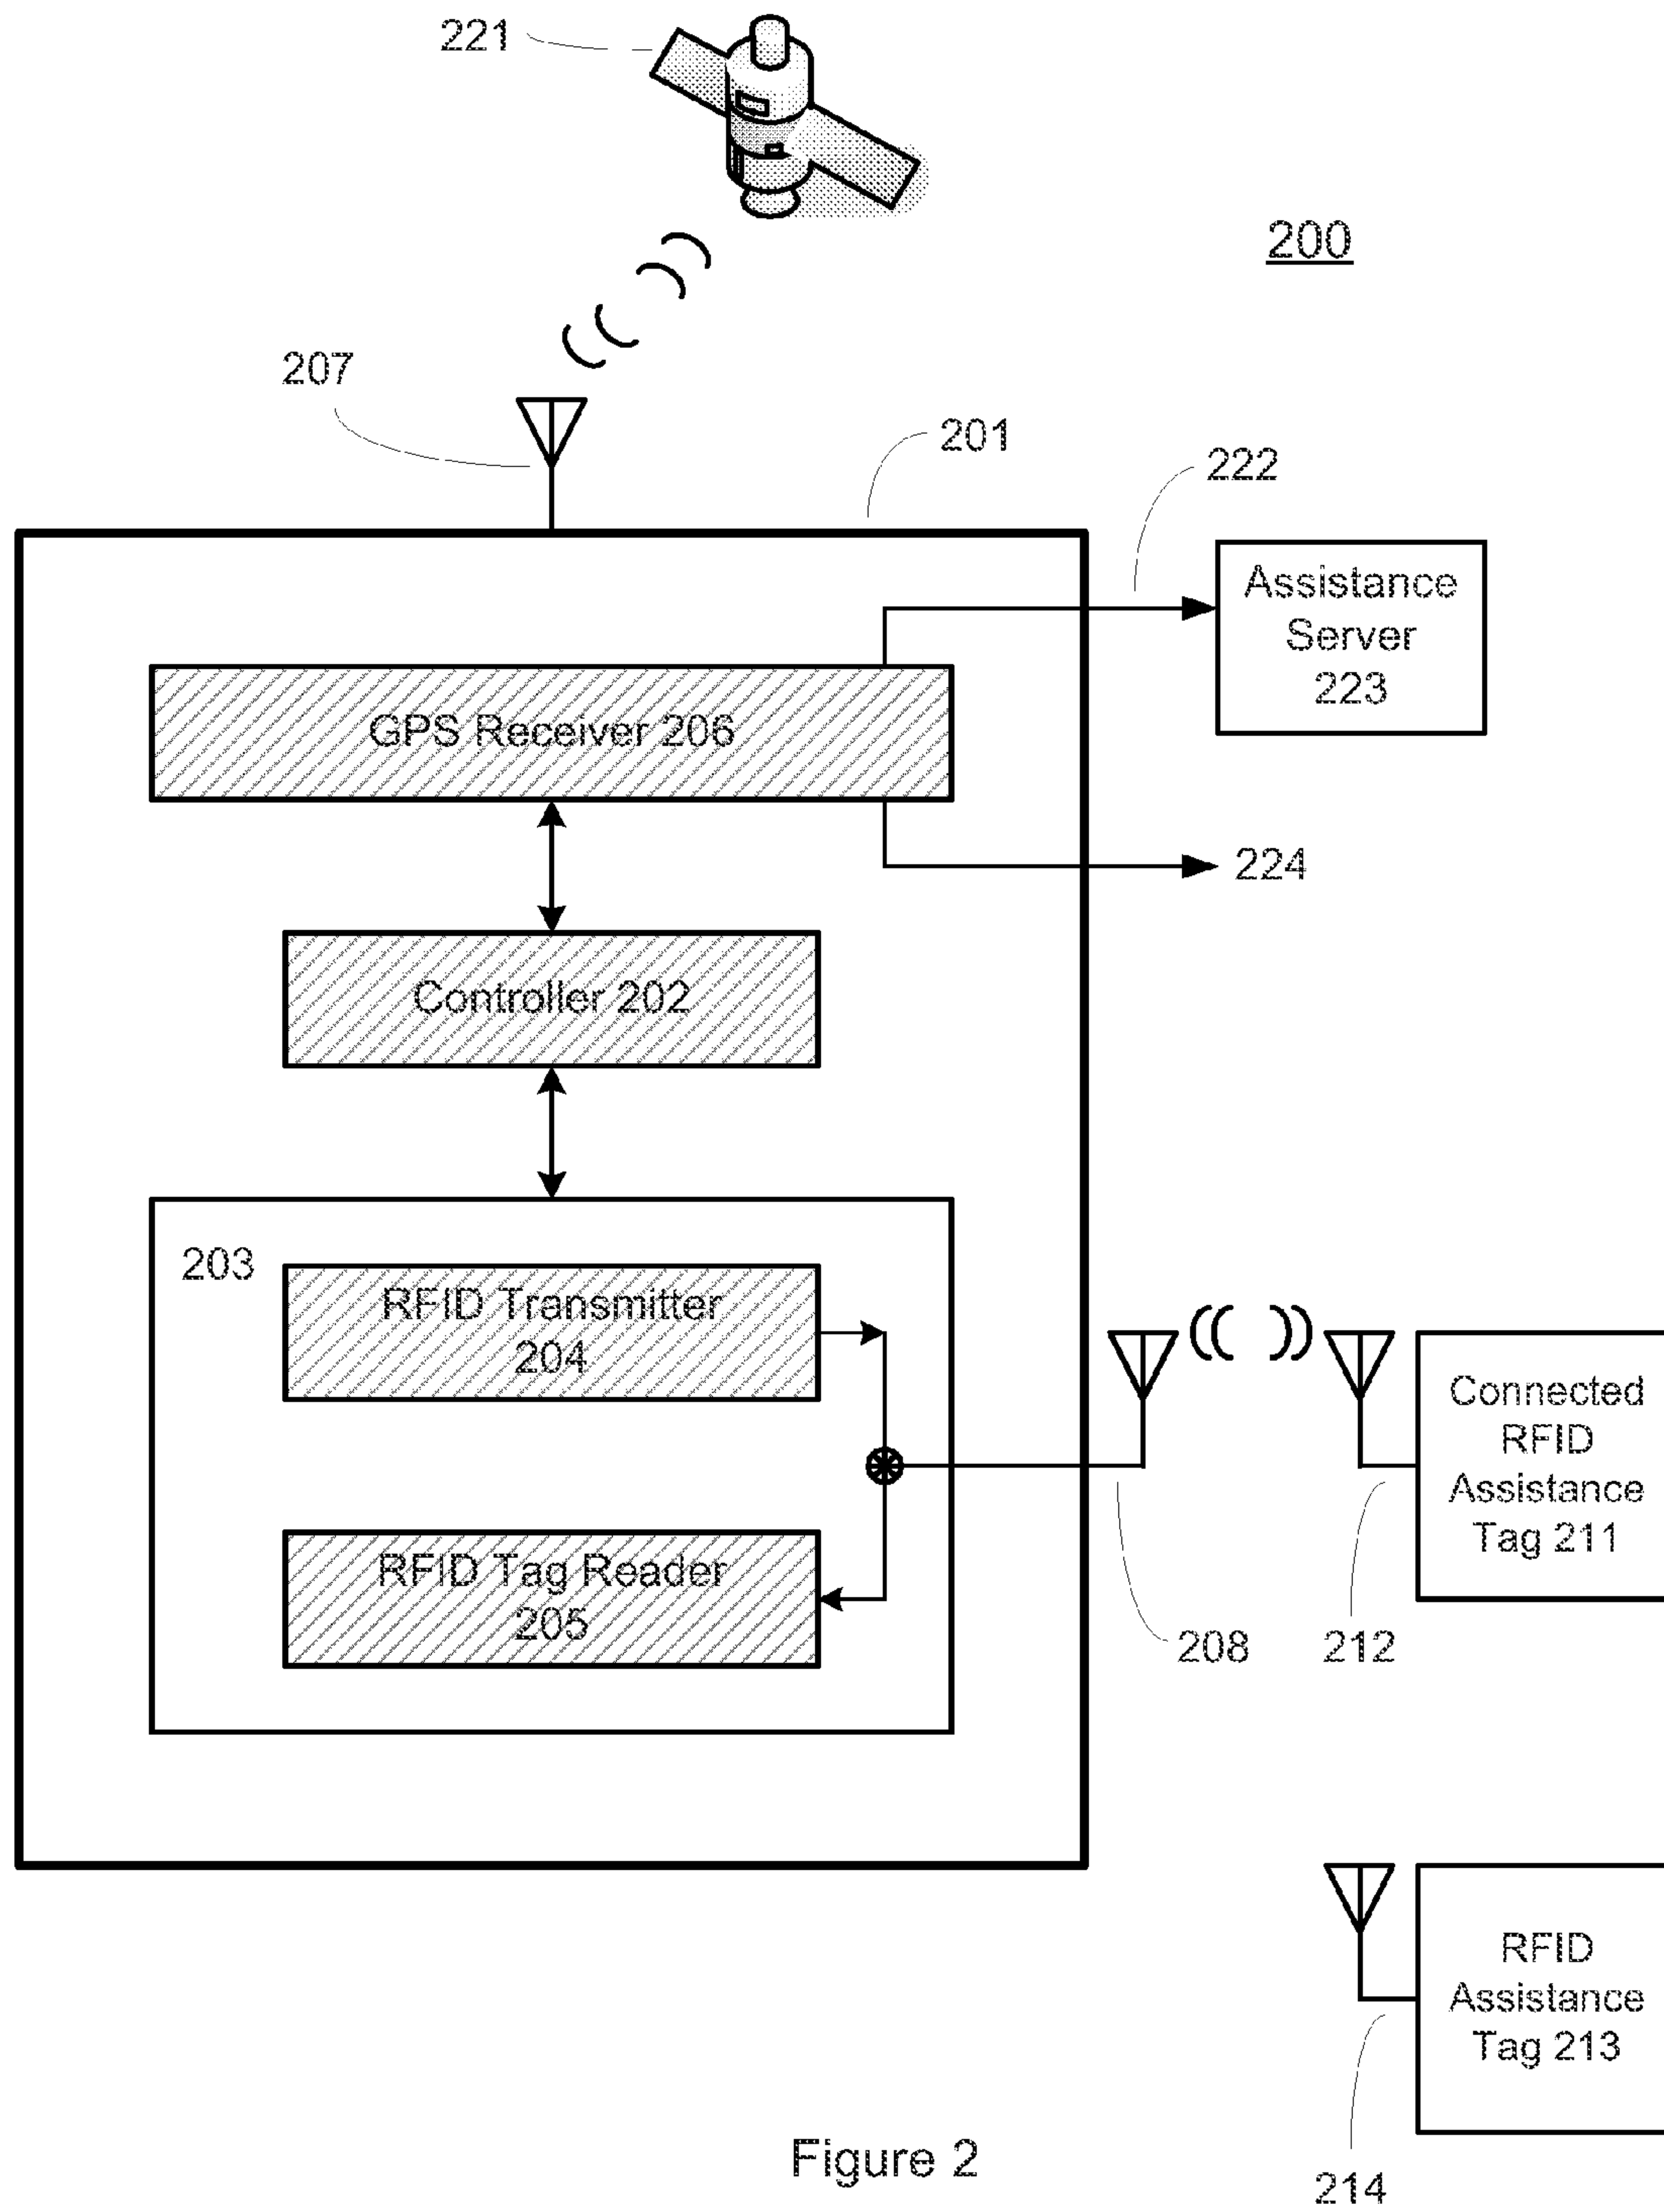 221
200
207
201
222
Assistance
Server
223
GPS Receiver 206
224
Controller 202
203
RFID Transmitter
204
Connected
RFID
Assistance
Tag 211
RFID Tag Reader
205
208
212
RFID
Assistance
Tag 213
Figure 2
214